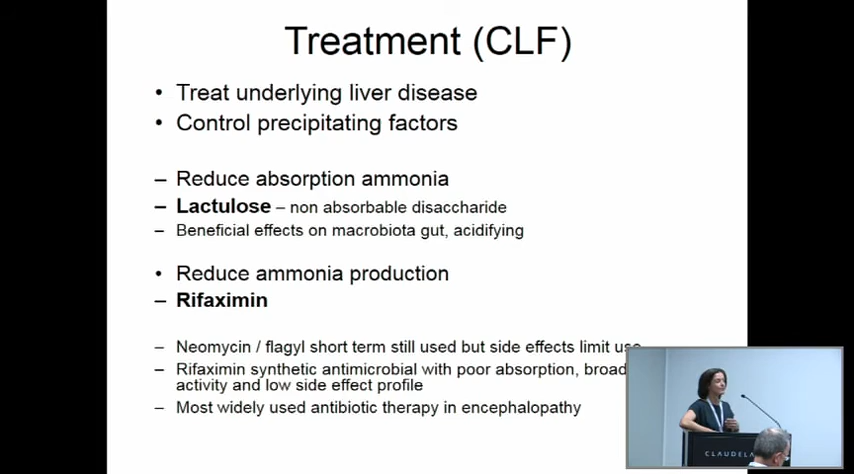 Treatment (CLF)
• Treat underlying liver disease
• Control precipitating factors
– Reduce absorption ammonia
– Lactulose – non absorbable disaccharide
– Beneficial effects on macrobiota gut, acidifying
• Reduce ammonia production
– Rifaximin
– Neomycin / flagyl short term still used but side effects limit use
– Rifaximin synthetic antimicrobial with poor absorption, broad
activity and low side effect profile
– Most widely used antibiotic therapy in encephalopathy